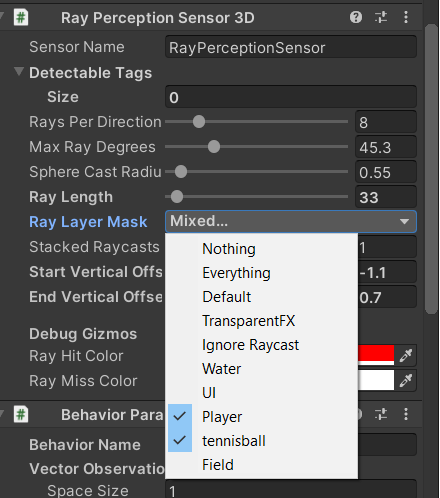 Ray Perception Sensor 3D
Sensor Name RayPerceptionSensor
Detectable Tags
Size 0
Rays Per Direction 8
Max Ray Degrees 45.3
Sphere Cast Radiu 0.55
Ray Length 33
Ray Layer Mask Mixed...
Nothing
Stacked Raycasts 1
Everything
Start Vertical Offs -1.1
Default
End Vertical Offse 0.7
TransparentFX
Debug Gizmos
Ignore Raycast
Ray Hit Color
Water
Ray Miss Color
UI
Player
Behavior Para
tennisball
Behavior Name
Field
Vector Observatio
Space Size 1